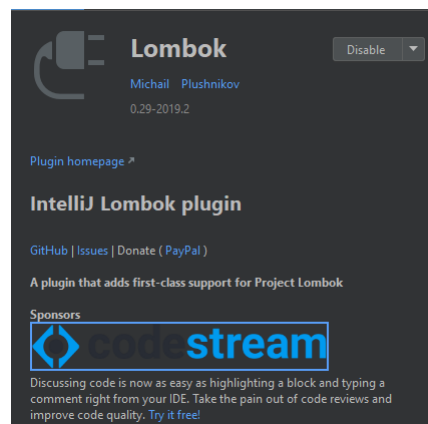 Lombok
Disable
Michail Plushnikov
0.29-2019.2
Plugin homepage ↗
IntelliJ Lombok plugin
GitHub | Issues | Donate ( PayPal )
A plugin that adds first-class support for Project Lombok
Sponsors
codestream
Discussing code is now as easy as highlighting a block and typing a
comment right from your IDE. Take the pain out of code reviews and
improve code quality. Try it free!